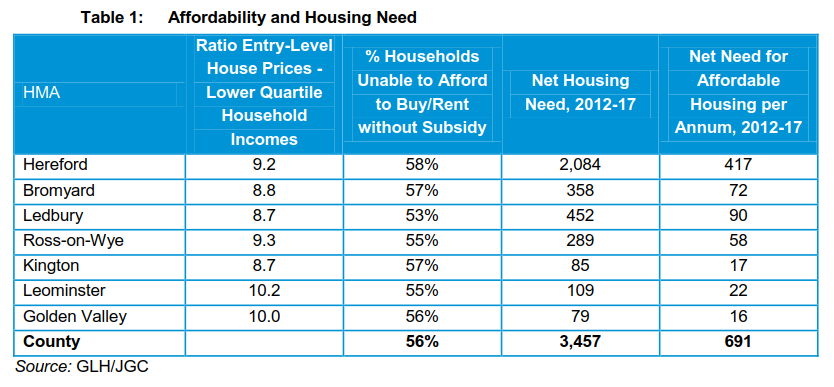 Table 1: Affordability and Housing Need
HMA
Ratio Entry-Level
House Prices -
Lower Quartile
Household
Incomes
% Households
Unable to Afford
to Buy/Rent
without Subsidy
Net Housing
Need, 2012-17
Net Need for
Affordable
Housing per
Annum, 2012-17
Hereford 9.2 58% 2,084 417
Bromyard 8.8 57% 358 72
Ledbury 8.7 53% 452 90
Ross-on-Wye 9.3 55% 289 58
Kington 8.7 57% 85 17
Leominster 10.2 55% 109 22
Golden Valley 10.0 56% 79 16
County 56% 3,457 691
Source: GLH/JGC